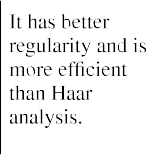 It has better
regularity and is
more efficient
than Haar
analysis.